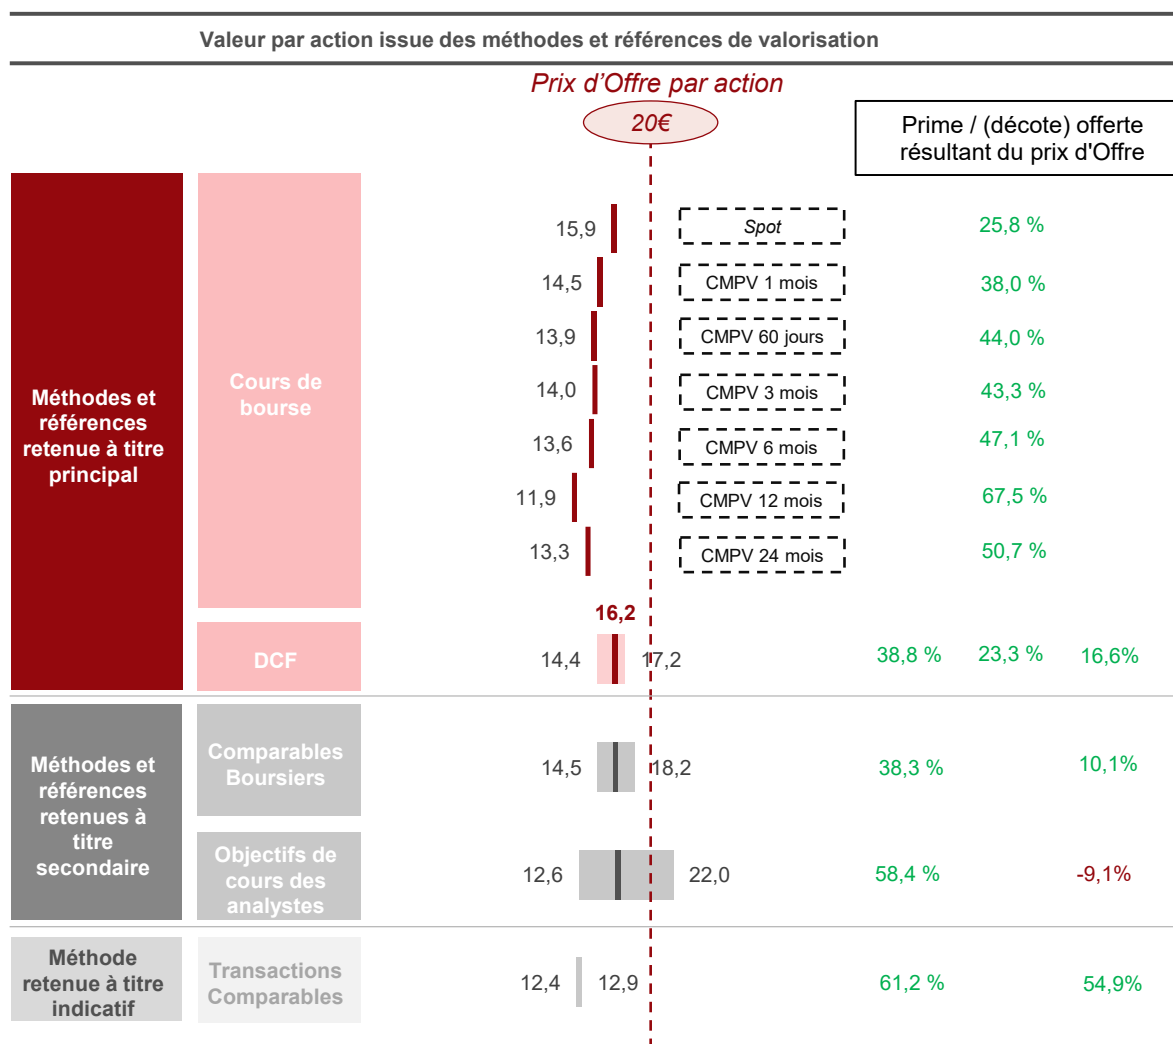 Valeur par action issue des méthodes et références de valorisation
Prix d'Offre par action
20€
Prime / (décote) offerte
résultant du prix d'Offre
Méthodes et
références
retenue à titre
principal
Cours de
bourse
15,9
Spot
25,8 %
14,5
CMPV 1 mois
38,0 %
13,9
CMPV 60 jours
44,0 %
14,0
CMPV 3 mois
43,3 %
13,6
CMPV 6 mois
47,1 %
11,9
CMPV 12 mois
67,5 %
13,3
CMPV 24 mois
50,7 %
DCF
16,2
14,4
17,2
38,8 %
23,3 %
16,6%
Méthodes et
références
retenues à
titre
secondaire
Comparables
Boursiers
14,5
18,2
38,3 %
10,1%
Objectifs de
cours des
analystes
12,6
22,0
58,4 %
-9,1%
Méthode
retenue à titre
indicatif
Transactions
Comparables
12,4
12,9
61,2 %
54,9%